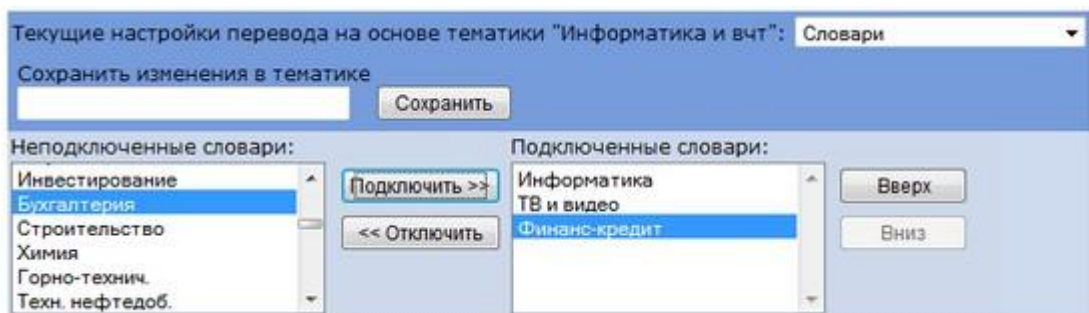 Текущие настройки перевода на основе тематики "Информатика и вчт": Словари
Сохранить изменения в тематике
Сохранить
Неподключенные словари:
Подключенные словари:
Инвестирование
Бухгалтерия
Строительство
Химия
Горно-технич.
Техн. нефтедоб.
Подключить >>
<< Отключить
Информатика
ТВ и видео
Финанс-кредит
Вверх
Вниз